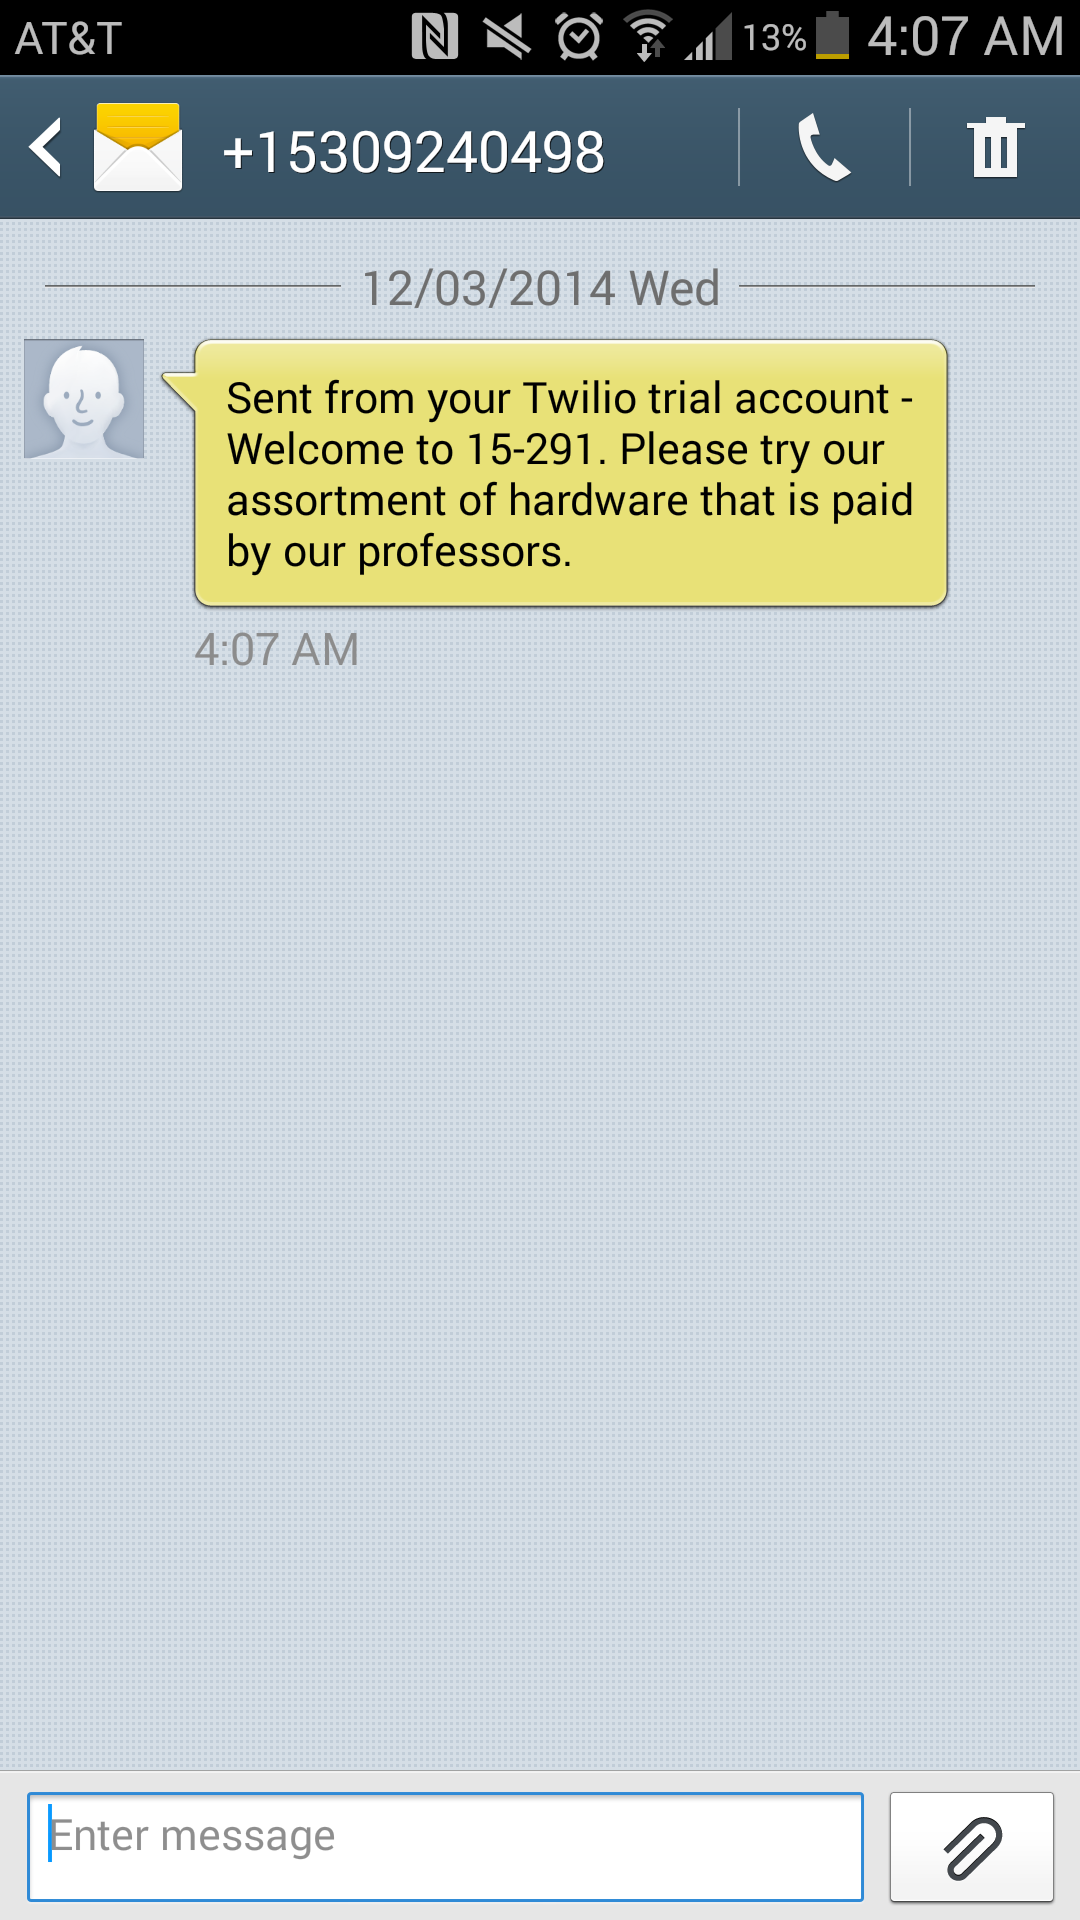 AT&T 13% 4:07 AM
+15309240498
12/03/2014 Wed
Sent from your Twilio trial account -
Welcome to 15-291. Please try our
assortment of hardware that is paid
by our professors.
4:07 AM
Enter message